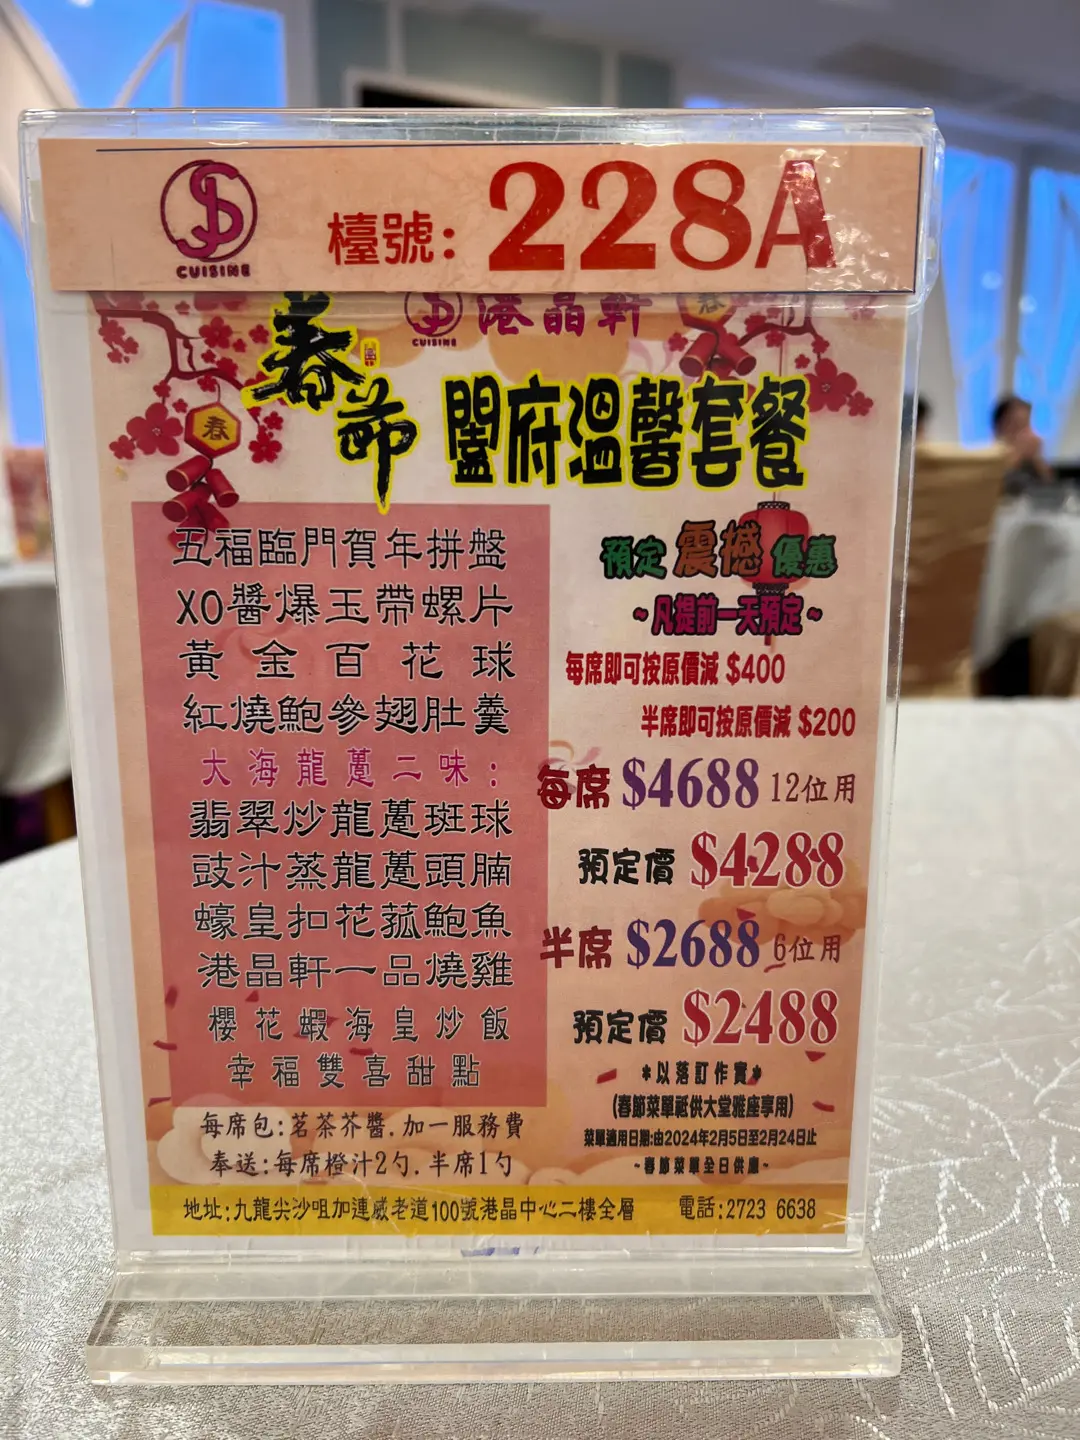 CUISINE
檯號: 228A
CUISINE
港晶軒
春
春
春節
闔府溫馨套餐
五福臨門賀年拼盤
XO醬爆玉帶螺片
黃金百花球
紅燒鮑參翅肚羹
大海龍躉二味:
翡翠炒龍躉斑球
豉汁蒸龍躉頭腩
蠔皇扣花菰鮑魚
港晶軒一品燒雞
櫻花蝦海皇炒飯
幸福雙喜甜點
每席包:茗茶芥醬.加一服務費
奉送:每席橙汁2勺.半席1勺
預定震撼優惠
~凡提前一天預定~
每席即可按原價減 $400
半席即可按原價減 $200
每席 $4688 12位用
預定價 $4288
半席 $2688 6位用
預定價 $2488
*以落訂作實*
(春節菜單祗供大堂雅座享用)
菜單適用日期:由2024年2月5日至2月24日止
~春節菜單全日供應~
地址:九龍尖沙咀加連威老道100號港晶中心二樓全層 電話:2723 6638